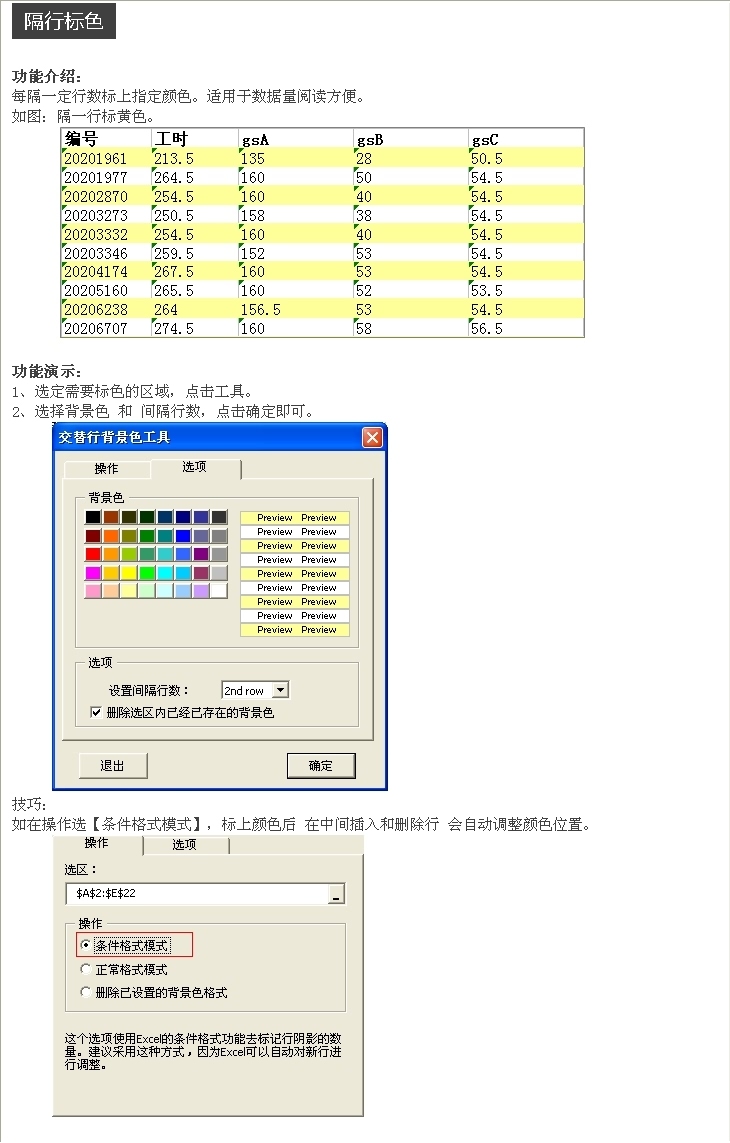 隔行标色
功能介绍：
每隔一定行数标上指定颜色。适用于数据量阅读方便。
如图：隔一行标黄色。
编号 工时 gsA gsB gsC
20201961 213.5 135 28 50.5
20201977 264.5 160 50 54.5
20202870 254.5 160 40 54.5
20203273 250.5 158 38 54.5
20203332 254.5 160 40 54.5
20203346 259.5 152 53 54.5
20204174 267.5 160 53 54.5
20205160 265.5 160 52 53.5
20206238 264 156.5 53 54.5
20206707 274.5 160 58 56.5
功能演示：
1、选定需要标色的区域，点击工具。
2、选择背景色 和 间隔行数，点击确定即可。
交替行背景色工具
操作 选项
背景色
Preview Preview
Preview Preview
Preview Preview
Preview Preview
Preview Preview
Preview Preview
Preview Preview
Preview Preview
Preview Preview
选项
设置间隔行数： 2nd row
删除选区内已经已存在的背景色
退出 确定
技巧：
如在操作选【条件格式模式】，标上颜色后 在中间插入和删除行 会自动调整颜色位置。
操作 选项
选区：
$A$2:$E$22
操作
条件格式模式
正常格式模式
删除已设置的背景色格式
这个选项使用Excel的条件格式功能去标记行阴影的数
量。建议采用这种方式，因为Excel可以自动对新行进
行调整。